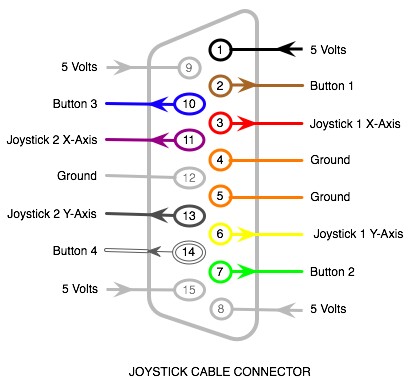 1 5 Volts
5 Volts 9
2 Button 1
Button 3 10
3 Joystick 1 X-Axis
Joystick 2 X-Axis 11
4 Ground
Ground 12
5 Ground
Joystick 2 Y-Axis 13
6 Joystick 1 Y-Axis
Button 4 14
7 Button 2
5 Volts 15
8 5 Volts
JOYSTICK CABLE CONNECTOR